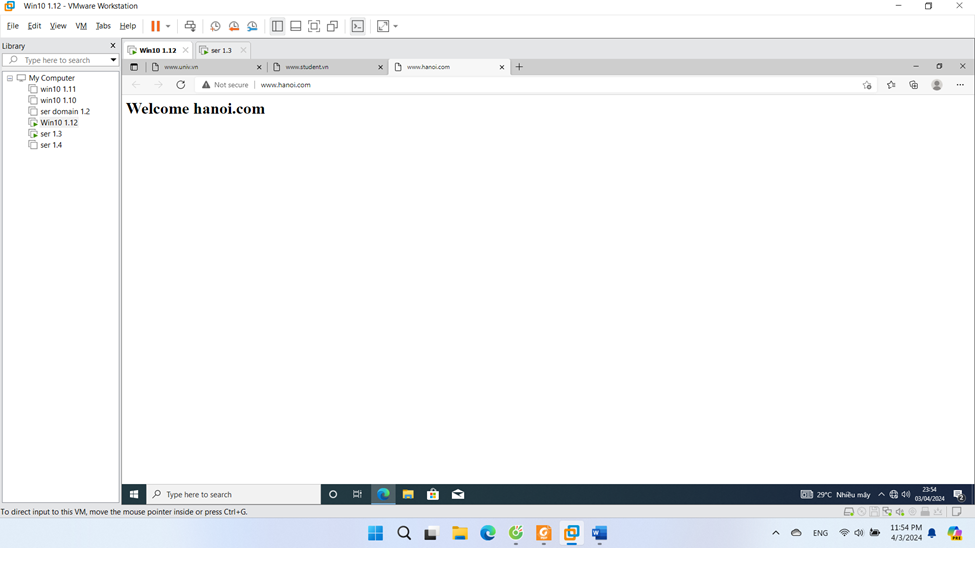 Win10 1.12 - VMware Workstation
File Edit View VM Tabs Help
Library
Type here to search
My Computer
win10 1.11
win10 1.10
ser domain 1.2
Win10 1.12
ser 1.3
ser 1.4
Win10 1.12 ser 1.3
www.univ.vn www.student.vn www.hanoi.com
Not secure www.hanoi.com
Welcome hanoi.com
Type here to search
29°C Nhiều mây
23:54
03/04/2024
2
To direct input to this VM, move the mouse pointer inside or press Ctrl+G.
ENG
11:54 PM
4/3/2024
PRE